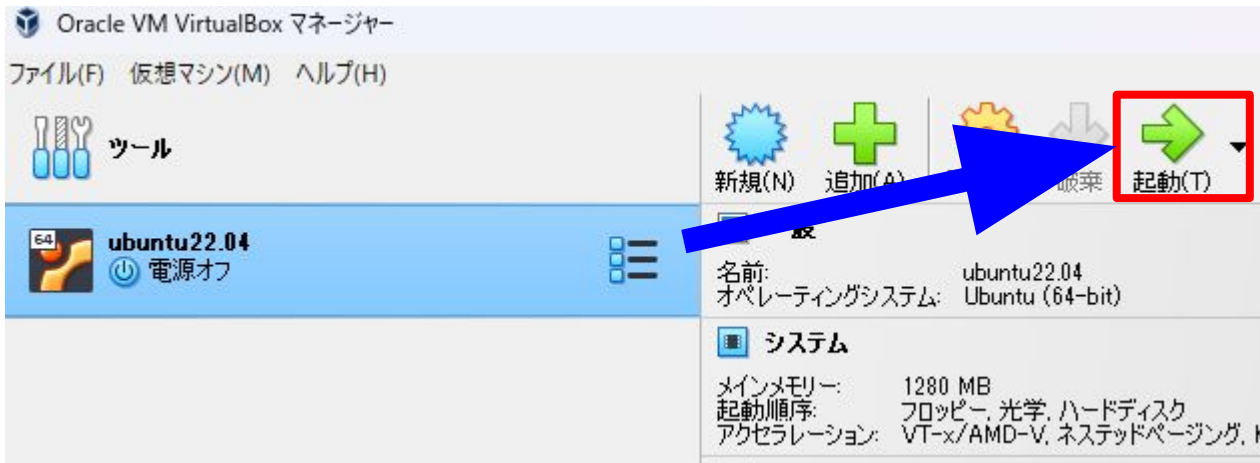 Oracle VM VirtualBox マネージャー
ファイル(F) 仮想マシン(M) ヘルプ(H)
ツール
新規(N) 追加(A) 破棄 起動(T)
64 ubuntu22.04
電源オフ
名前: ubuntu22.04
オペレーティングシステム: Ubuntu (64-bit)
システム
メインメモリー: 1280 MB
起動順序: フロッピー, 光学, ハードディスク
アクセラレーション: VT-x/AMD-V, ネステッドページング,